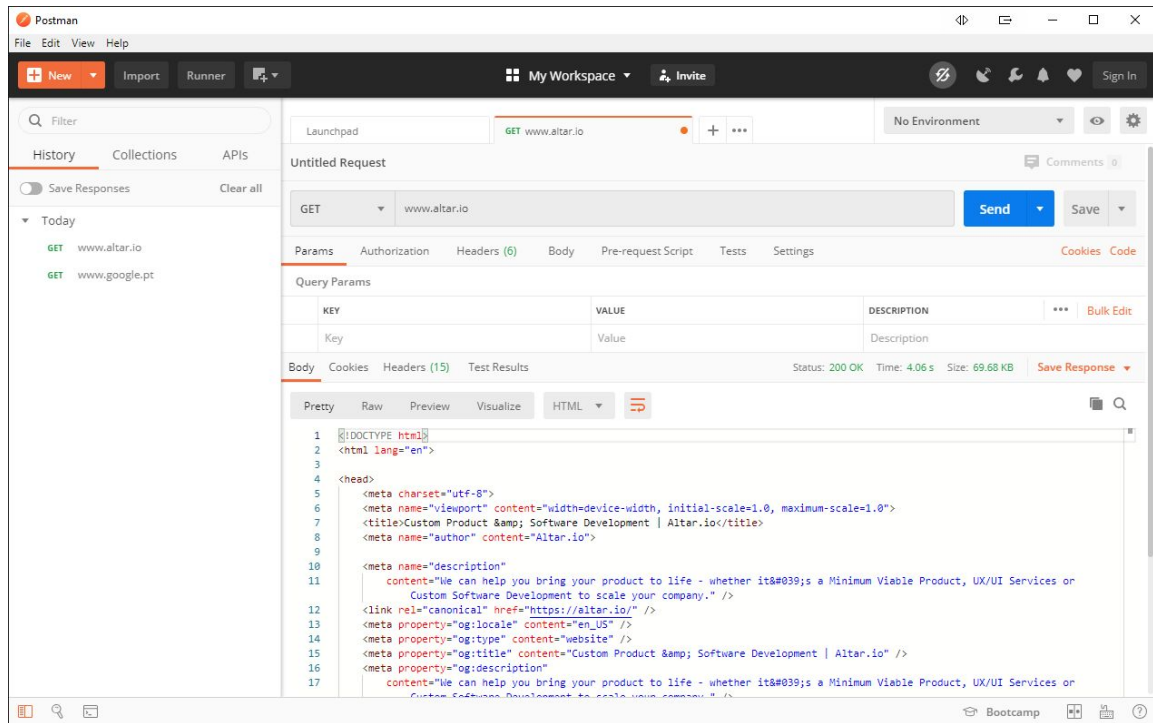 Postman
File Edit View Help
New Import Runner My Workspace Invite Sign In
Filter
History Collections APIs
Save Responses Clear all
Today
GET www.altar.io
GET www.google.pt
Launchpad GET www.altar.io No Environment
Untitled Request Comments 0
GET www.altar.io Send Save
Params Authorization Headers (6) Body Pre-request Script Tests Settings Cookies Code
Query Params
KEY VALUE DESCRIPTION Bulk Edit
Key Value Description
Body Cookies Headers (15) Test Results Status: 200 OK Time: 4.06 s Size: 69.68 KB Save Response
Pretty Raw Preview Visualize HTML
1 <!DOCTYPE html>
2 <html lang="en">
3
4 <head>
5 <meta charset="utf-8">
6 <meta name="viewport" content="width=device-width, initial-scale=1.0, maximum-scale=1.0">
7 <title>Custom Product &amp; Software Development | Altar.io</title>
8 <meta name="author" content="Altar.io">
9
10 <meta name="description"
11 content="We can help you bring your product to life - whether it&#039;s a Minimum Viable Product, UX/UI Services or
Custom Software Development to scale your company." />
12 <link rel="canonical" href="https://altar.io/" />
13 <meta property="og:locale" content="en_US" />
14 <meta property="og:type" content="website" />
15 <meta property="og:title" content="Custom Product &amp; Software Development | Altar.io" />
16 <meta property="og:description"
17 content="We can help you bring your product to life - whether it&#039;s a Minimum Viable Product, UX/UI Services or
Custom Software Development to scale your company." />
Bootcamp